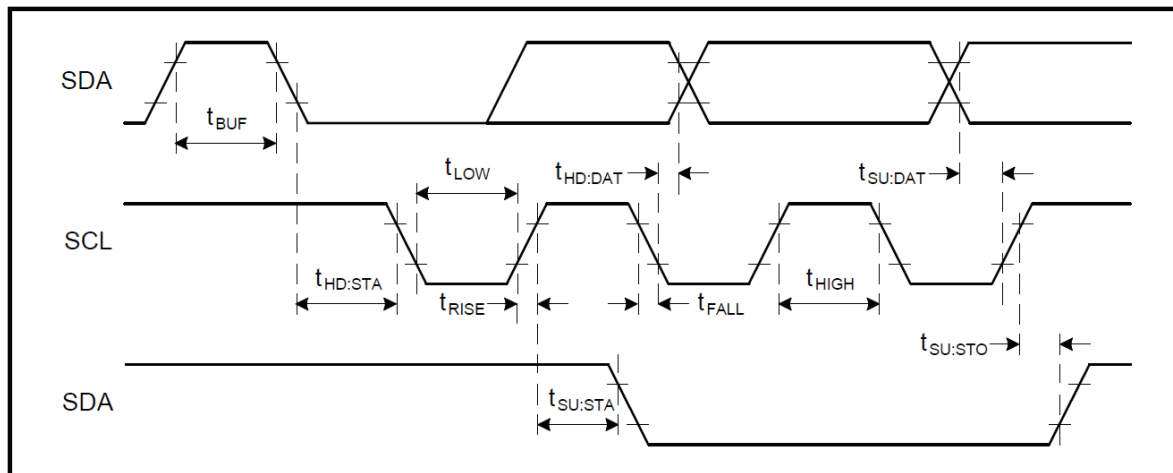 SDA
tBUF
tLOW
tHD:DAT
tSU:DAT
SCL
tHD:STA
tRISE
tFALL
tHIGH
tSU:STO
SDA
tSU:STA